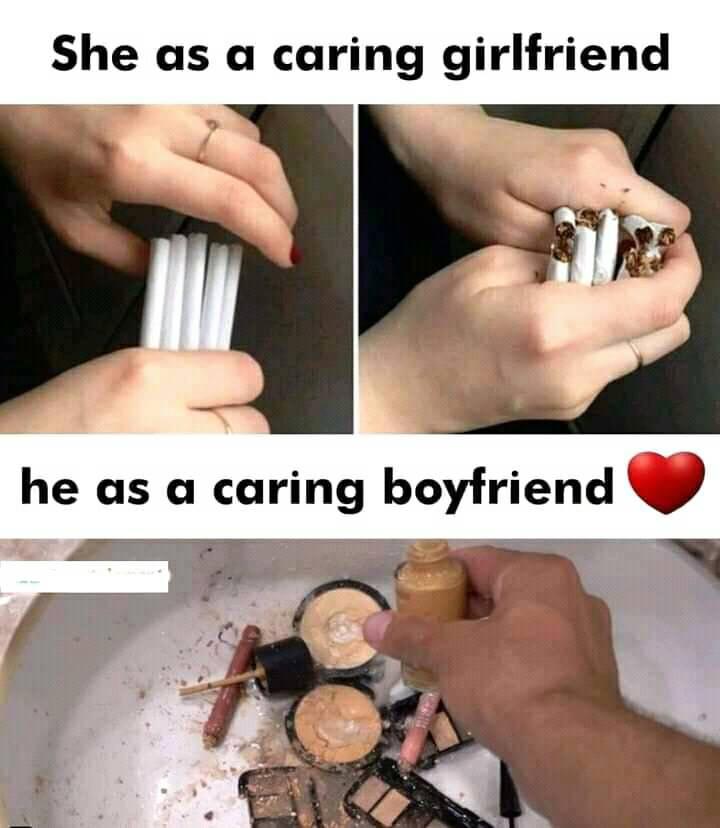 She as a caring girlfriend
he as a caring boyfriend ❤️